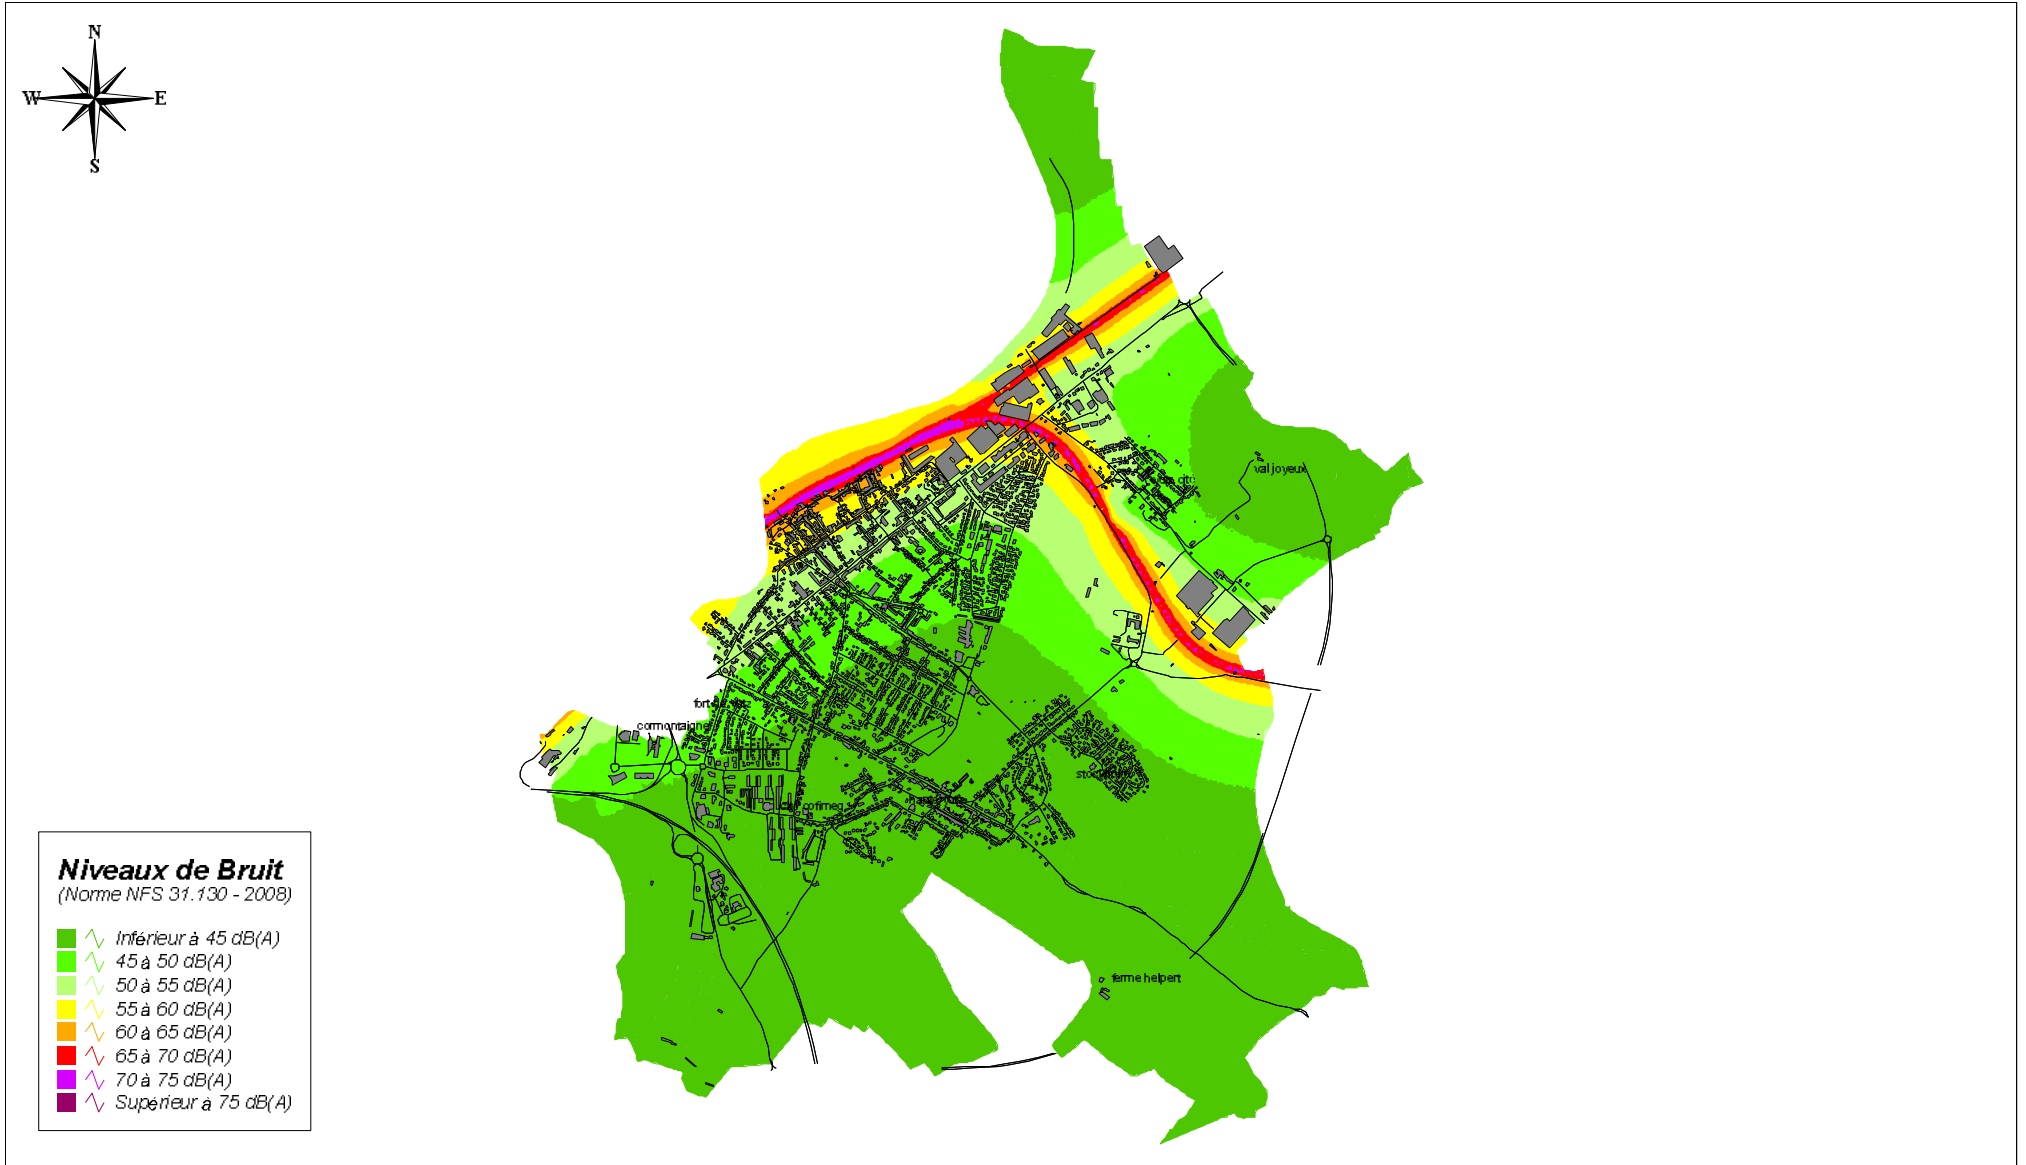 N
W
E
S
val joyeux
cormontaigne
ferme helpert
Niveaux de Bruit
(Norme NFS 31.130 - 2008)
Inférieur à 45 dB(A)
45 à 50 dB(A)
50 à 55 dB(A)
55 à 60 dB(A)
60 à 65 dB(A)
65 à 70 dB(A)
70 à 75 dB(A)
Supérieur à 75 dB(A)